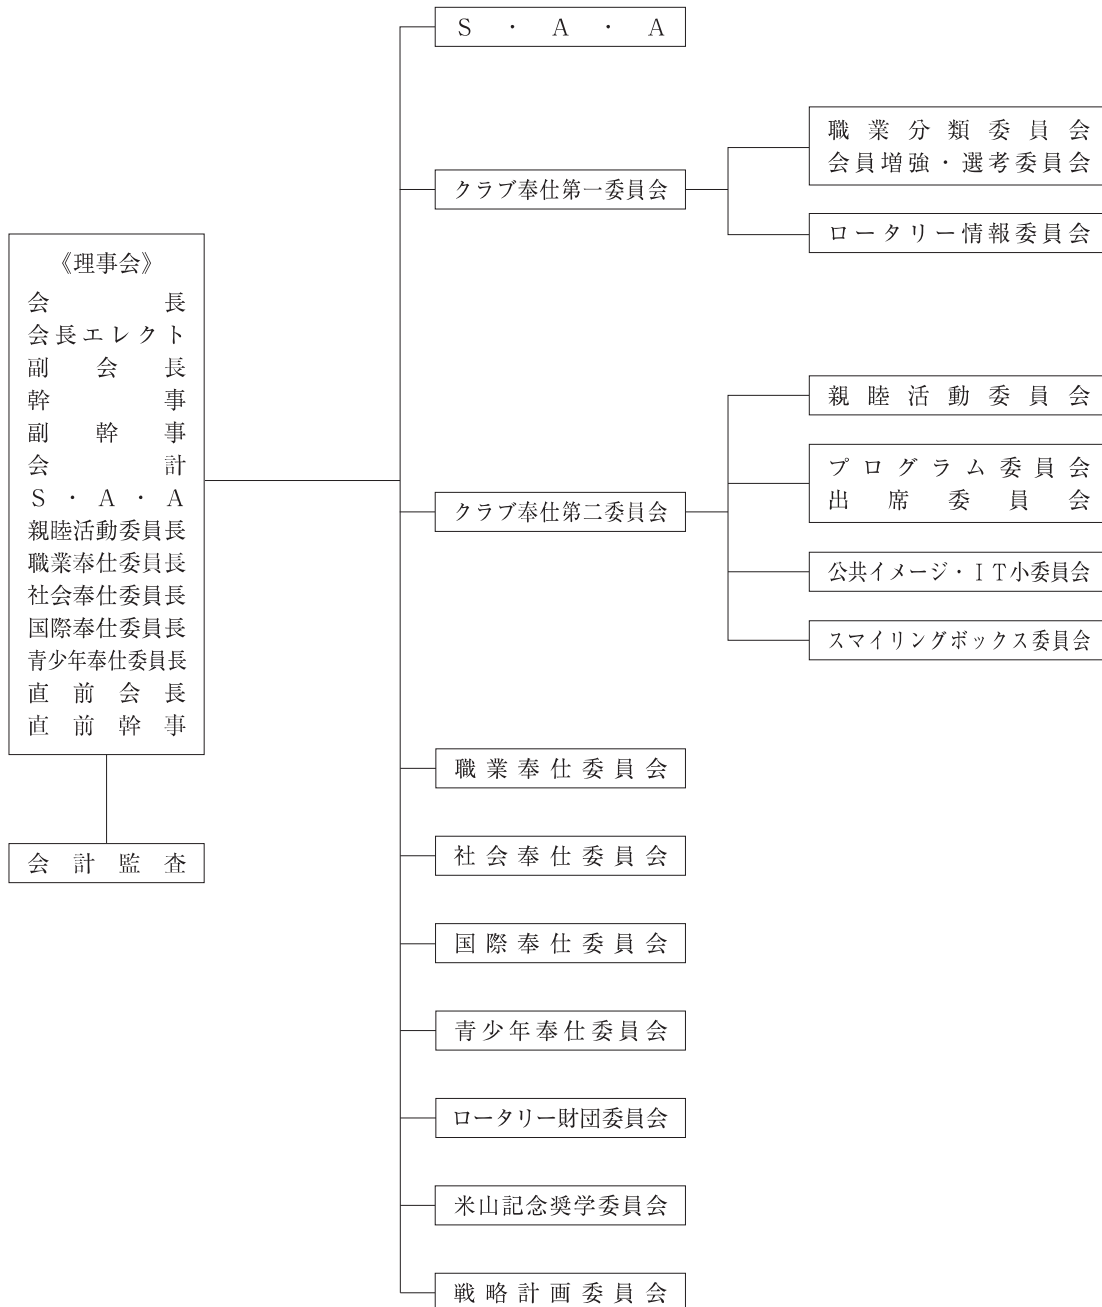 《理事会》
会長
会長エレクト
副会長
幹事
副幹事
会計
S・A・A
親睦活動委員長
職業奉仕委員長
社会奉仕委員長
国際奉仕委員長
青少年奉仕委員長
直前会長
直前幹事
会計監査
S・A・A
クラブ奉仕第一委員会
職業分類委員会
会員増強・選考委員会
ロータリー情報委員会
クラブ奉仕第二委員会
親睦活動委員会
プログラム委員会
出席委員会
公共イメージ・IT小委員会
スマイリングボックス委員会
職業奉仕委員会
社会奉仕委員会
国際奉仕委員会
青少年奉仕委員会
ロータリー財団委員会
米山記念奨学委員会
戦略計画委員会